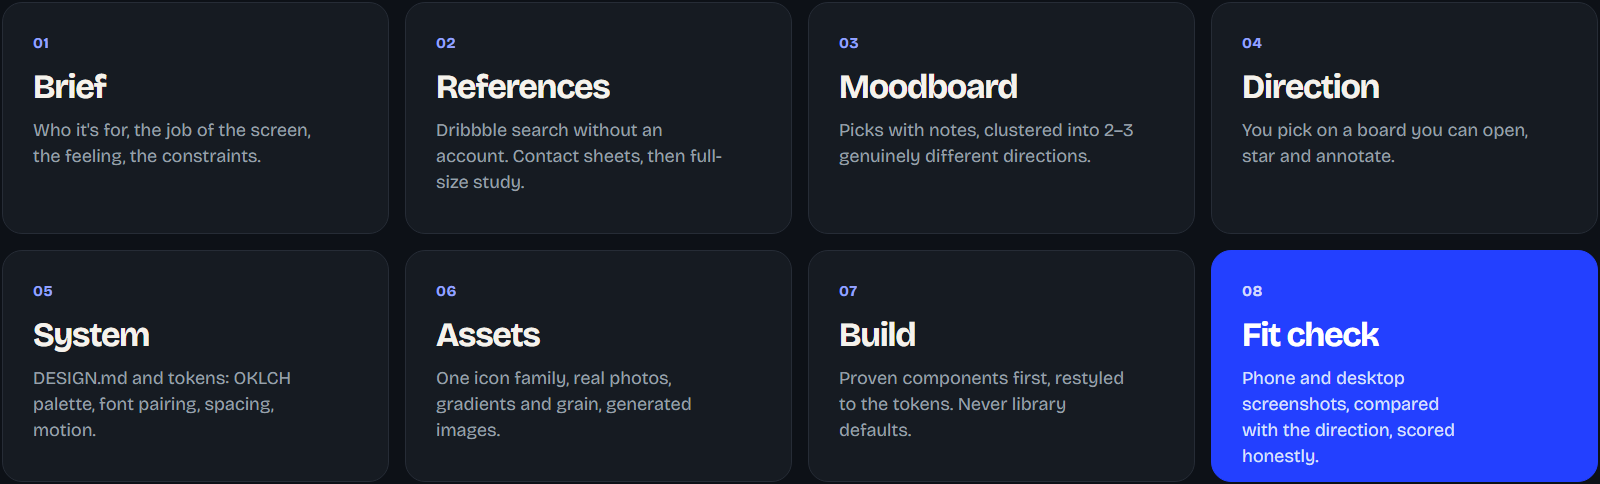 01
Brief
Who it's for, the job of the screen,
the feeling, the constraints.
02
References
Dribbble search without an
account. Contact sheets, then full-
size study.
03
Moodboard
Picks with notes, clustered into 2–3
genuinely different directions.
04
Direction
You pick on a board you can open,
star and annotate.
05
System
DESIGN.md and tokens: OKLCH
palette, font pairing, spacing,
motion.
06
Assets
One icon family, real photos,
gradients and grain, generated
images.
07
Build
Proven components first, restyled
to the tokens. Never library
defaults.
08
Fit check
Phone and desktop
screenshots, compared
with the direction, scored
honestly.